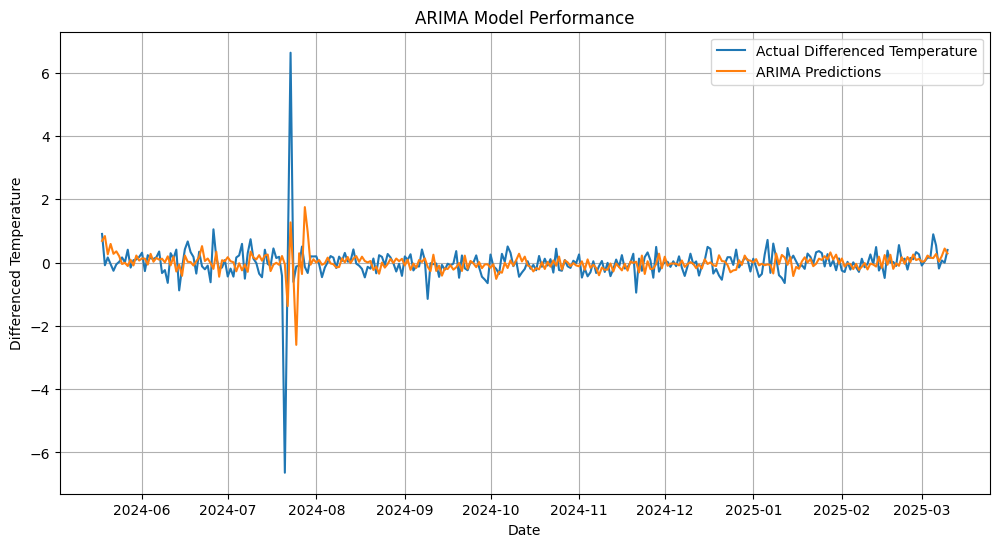 ARIMA Model Performance
Actual Differenced Temperature
ARIMA Predictions
Differenced Temperature
6
4
2
0
−2
−4
−6
2024-06 2024-07 2024-08 2024-09 2024-10 2024-11 2024-12 2025-01 2025-02 2025-03
Date